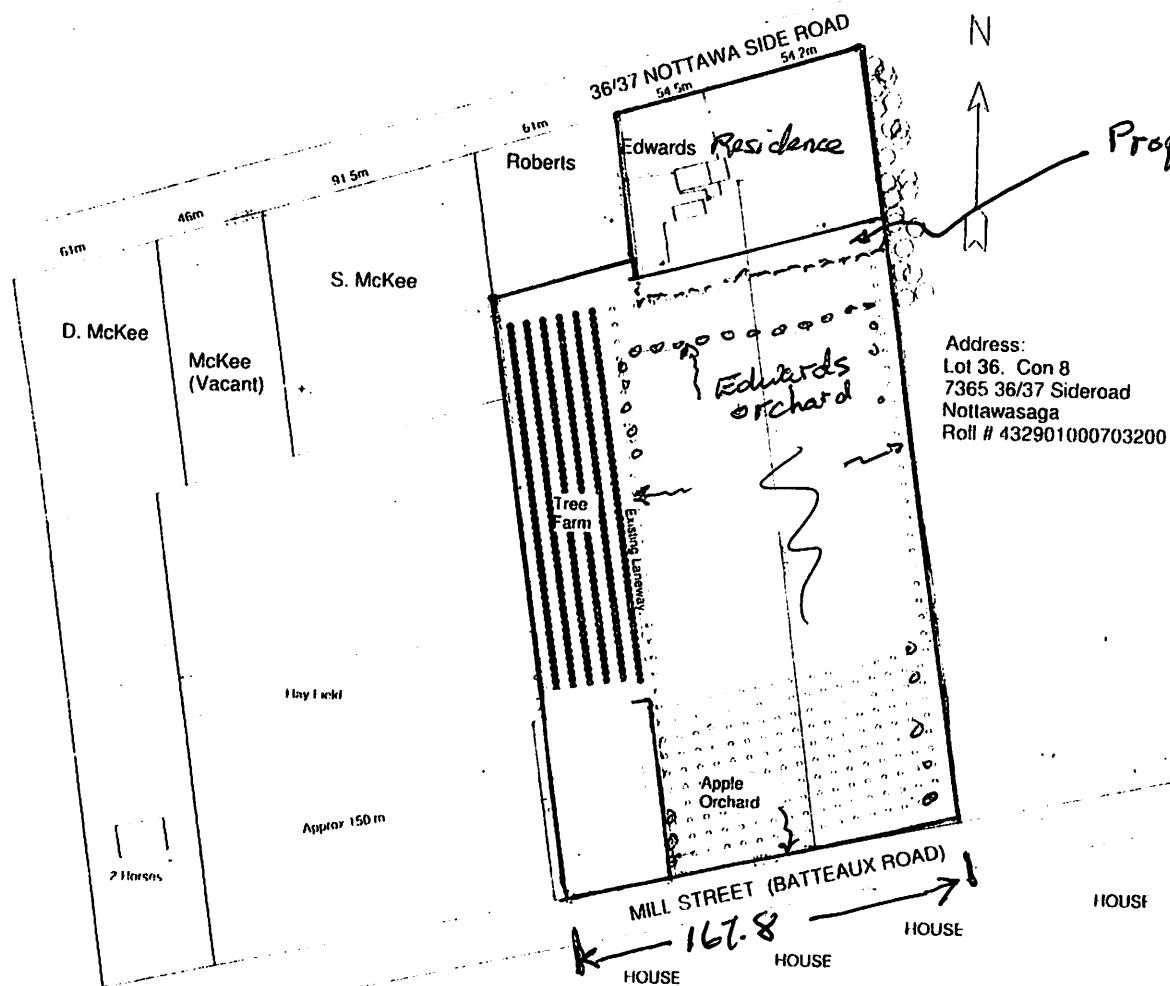 N
36/37 NOTTAWA SIDE ROAD
54.2m
54.5m
61m
91.5m
46m
61m
Edwards Residence
Roberts
S. McKee
D. McKee
McKee
(Vacant)
Address:
Lot 36. Con 8
7365 36/37 Sideroad
Nottawasaga
Roll # 432901000703200
Edwards
orchard
Tree
Farm
Existing Laneway
Hay Field
Apple
Orchard
Approx 150 m
2 Horses
MILL STREET (BATTEAUX ROAD)
167.8
HOUSE
HOUSE
HOUSE
HOUSE